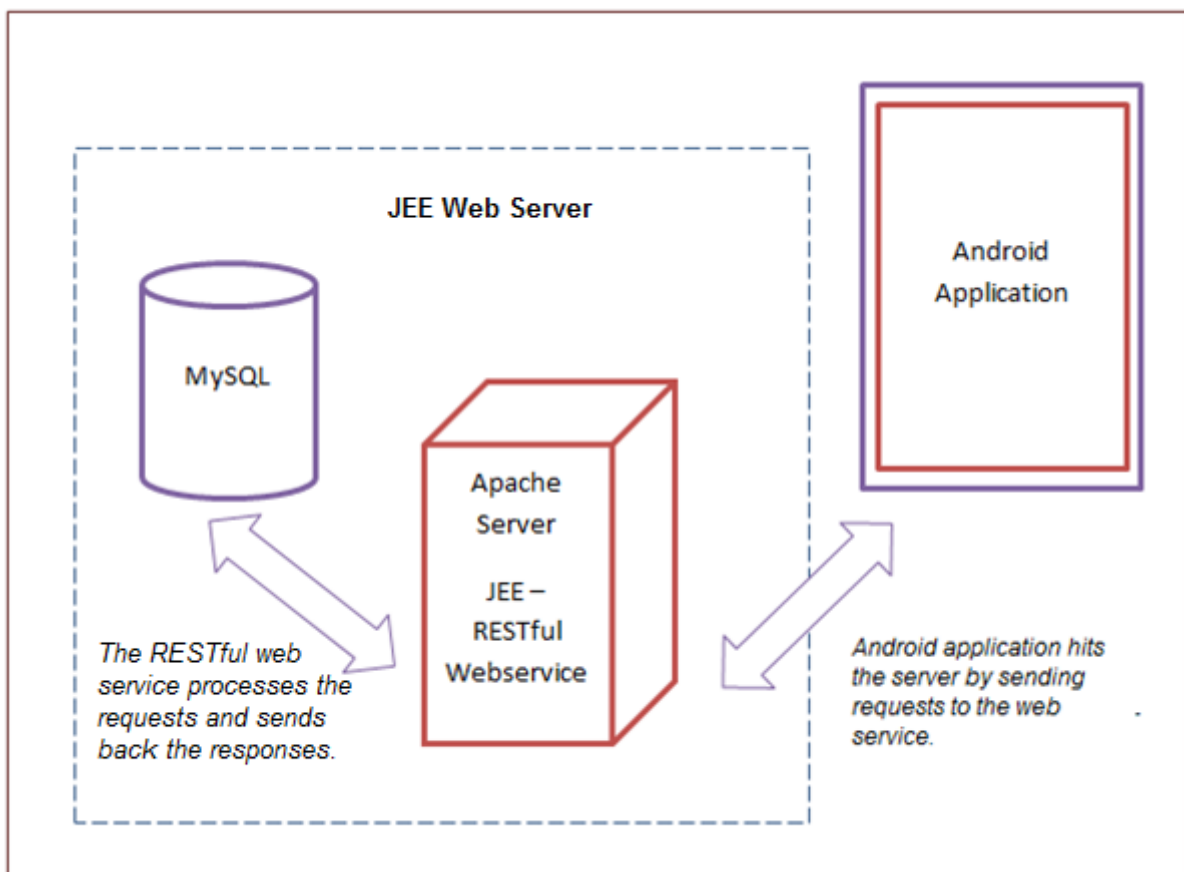 JEE Web Server
Android
Application
MySQL
Apache
Server
JEE –
RESTful
Webservice
The RESTful web
service processes the
requests and sends
back the responses.
Android application hits
the server by sending
requests to the web
service.